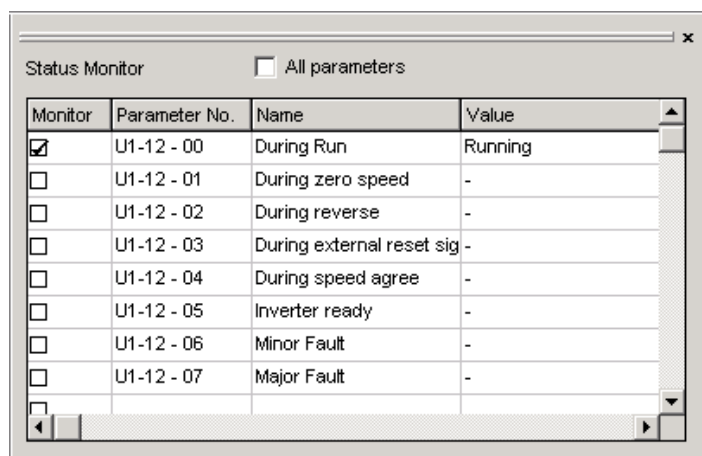 Status Monitor All parameters
Monitor Parameter No. Name Value
U1-12 - 00 During Run Running
U1-12 - 01 During zero speed -
U1-12 - 02 During reverse -
U1-12 - 03 During external reset sig -
U1-12 - 04 During speed agree -
U1-12 - 05 Inverter ready -
U1-12 - 06 Minor Fault -
U1-12 - 07 Major Fault -